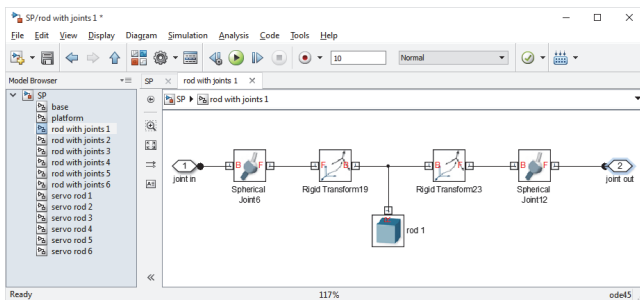 SP/rod with joints 1 *
File Edit View Display Diagram Simulation Analysis Code Tools Help
10
Normal
Model Browser
SP
rod with joints 1
SP
base
platform
rod with joints 1
rod with joints 2
rod with joints 3
rod with joints 4
rod with joints 5
rod with joints 6
servo rod 1
servo rod 2
servo rod 3
servo rod 4
servo rod 5
servo rod 6
SP rod with joints 1
1
joint in
B F
Spherical
Joint6
B F
Rigid Transform19
B F
Rigid Transform23
B F
Spherical
Joint12
2
joint out
rod 1
Ready
117%
ode45